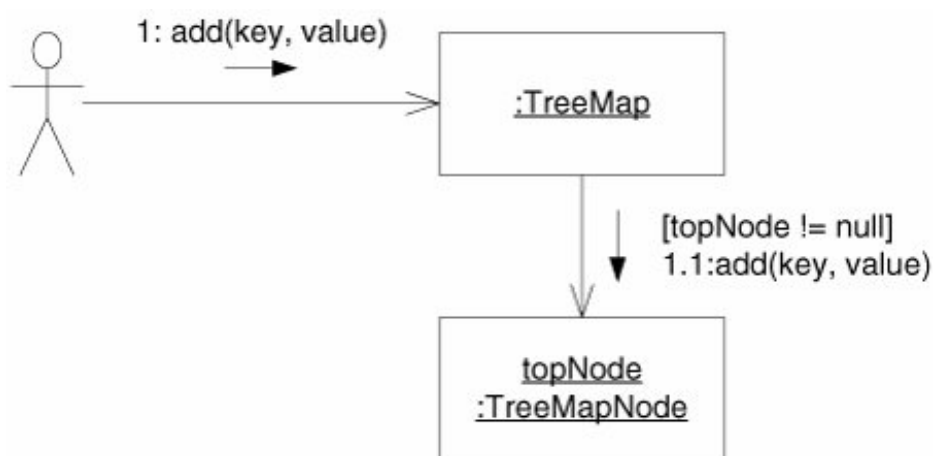 1: add(key, value)
:TreeMap
[topNode != null]
1.1:add(key, value)
topNode
:TreeMapNode